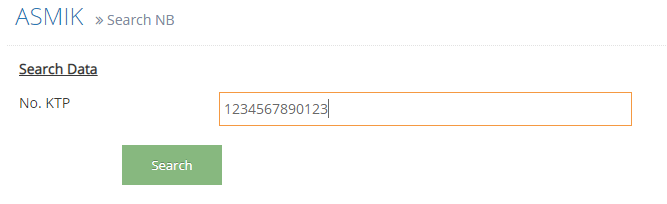 ASMIK » Search NB
Search Data
No. KTP
1234567890123
Search